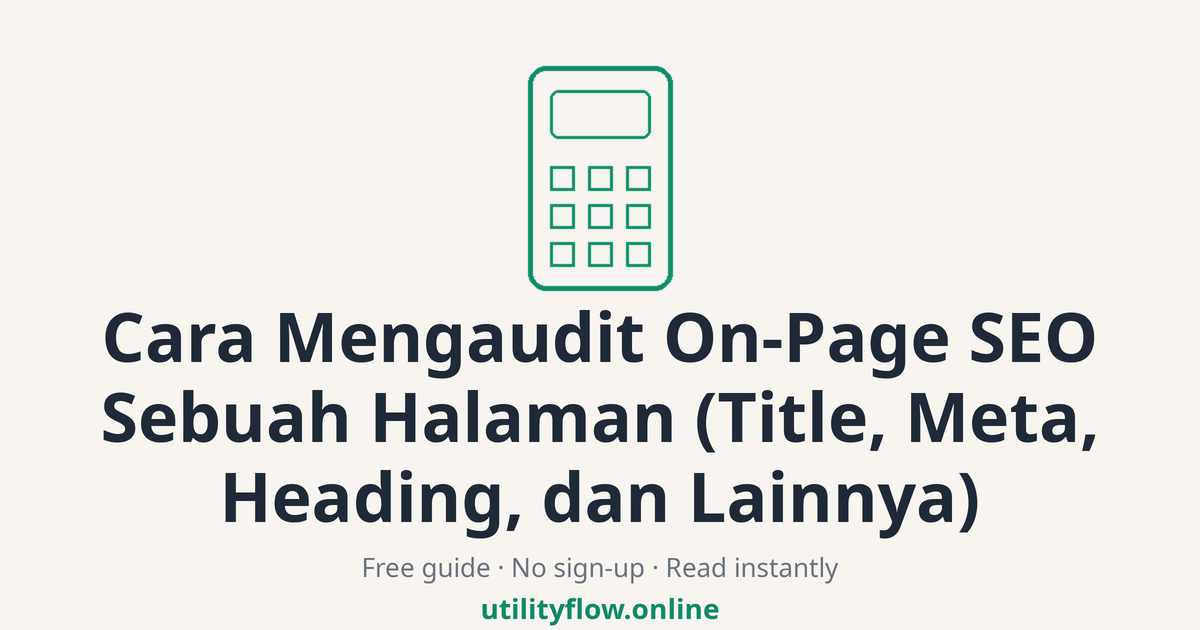 Cara Mengaudit On-Page SEO
Sebuah Halaman (Title, Meta,
Heading, dan Lainnya)
Free guide · No sign-up · Read instantly
utilityflow.online